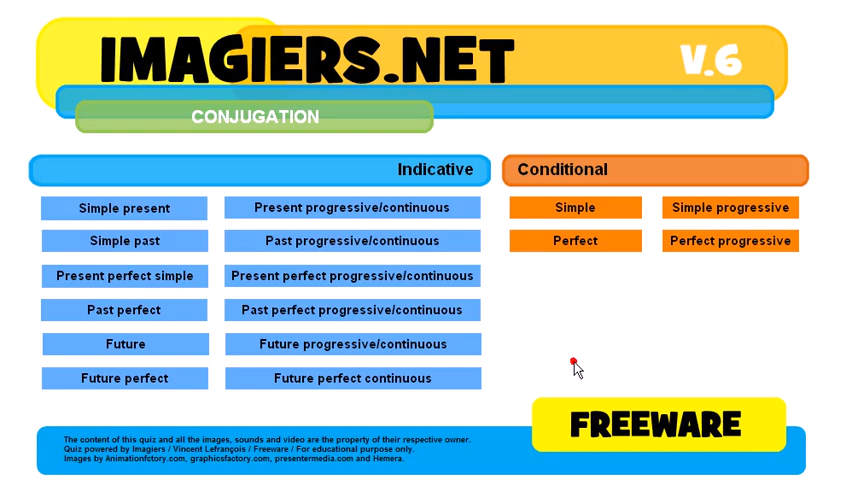 IMAGIERS.NET
V.6
CONJUGATION
Indicative
Conditional
Simple present
Present progressive/continuous
Simple
Simple progressive
Simple past
Past progressive/continuous
Perfect
Perfect progressive
Present perfect simple
Present perfect progressive/continuous
Past perfect
Past perfect progressive/continuous
Future
Future progressive/continuous
Future perfect
Future perfect continuous
FREEWARE
The content of this quiz and all the images, sounds and video are the property of their respective owner.
Quiz powered by Imagiers / Vincent Lefrançois / Freeware / For educational purpose only.
Images by Animationfotory.com, graphicsfactory.com, presentermedia.com and Hemera.